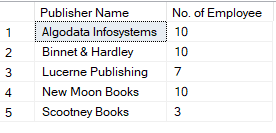 Publisher Name No. of Employee
1 Algodata Infosystems 10
2 Binnet & Hardley 10
3 Lucerne Publishing 7
4 New Moon Books 10
5 Scootney Books 3